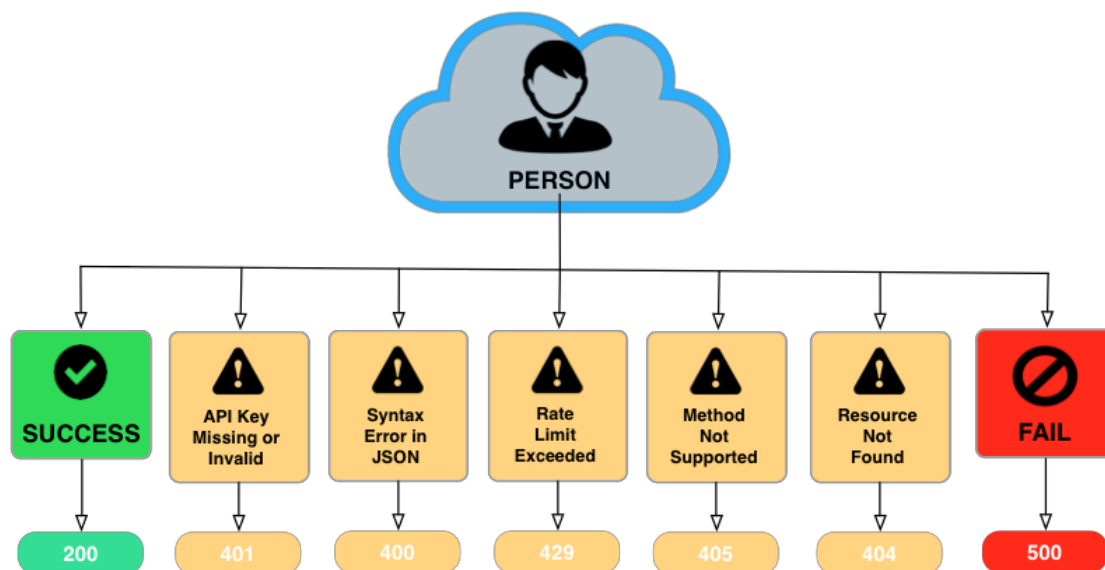 PERSON
SUCCESS
API Key
Missing or
Invalid
Syntax
Error in
JSON
Rate
Limit
Exceeded
Method
Not
Supported
Resource
Not
Found
FAIL
200
401
400
429
405
404
500